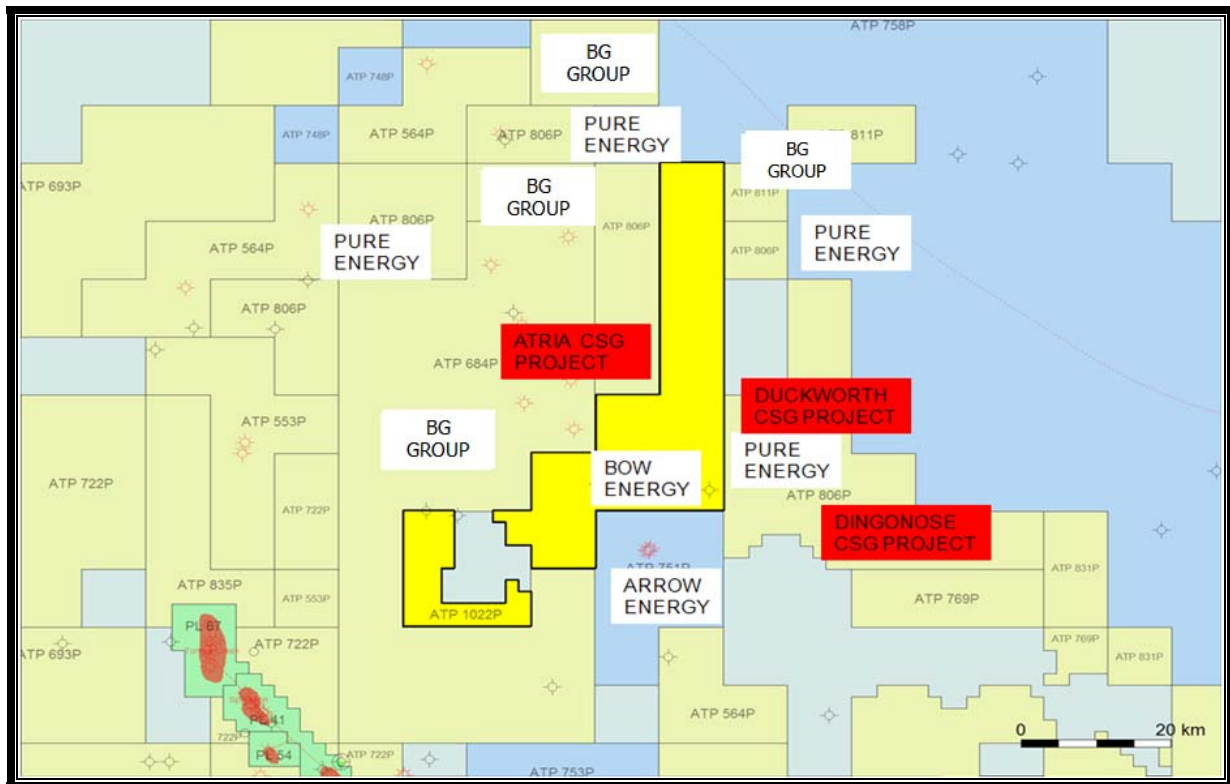 ATP 758P
BG
GROUP
ATP 748P
ATP 748P
ATP 564P
ATP 806P
PURE
ENERGY
BG
GROUP
811P
ATP 693P
BG
GROUP
ATP 811P
ATP 806P
ATP 806P
PURE
ENERGY
ATP 564P
PURE
ENERGY
ATP 806P
ATP 806P
ATRIA CSG
PROJECT
ATP 684P
DUCKWORTH
CSG PROJECT
ATP 553P
BG
GROUP
BOW
ENERGY
PURE
ENERGY
ATP 722P
ATP 806P
ATP 722P
DINGONOSE
CSG PROJECT
ATP 751P
ATP 831P
ATP 835P
ATP 553P
ARROW
ENERGY
ATP 769P
ATP 1022P
PL 67
ATP 722P
ATP 693P
ATP 769P
ATP 831P
PL 41
ATP 564P
722P
PL 54
ATP 722P
ATP 753P
0
20 km